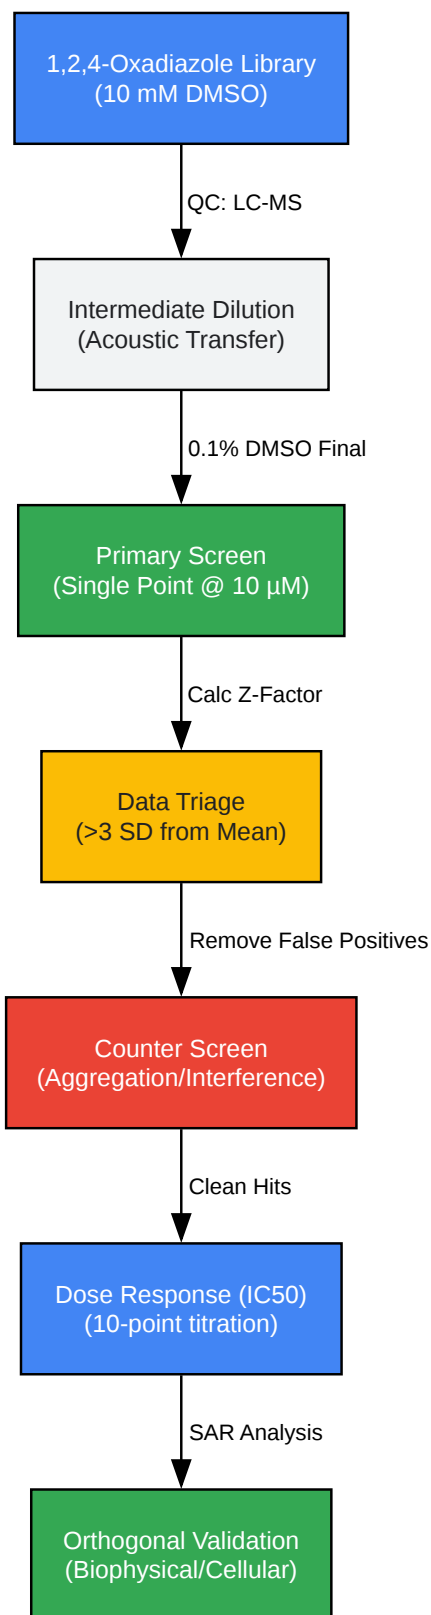 1,2,4-Oxadiazole Library
(10 mM DMSO)
QC: LC-MS
Intermediate Dilution
(Acoustic Transfer)
0.1% DMSO Final
Primary Screen
(Single Point @ 10 µM)
Calc Z-Factor
Data Triage
(>3 SD from Mean)
Remove False Positives
Counter Screen
(Aggregation/Interference)
Clean Hits
Dose Response (IC50)
(10-point titration)
SAR Analysis
Orthogonal Validation
(Biophysical/Cellular)